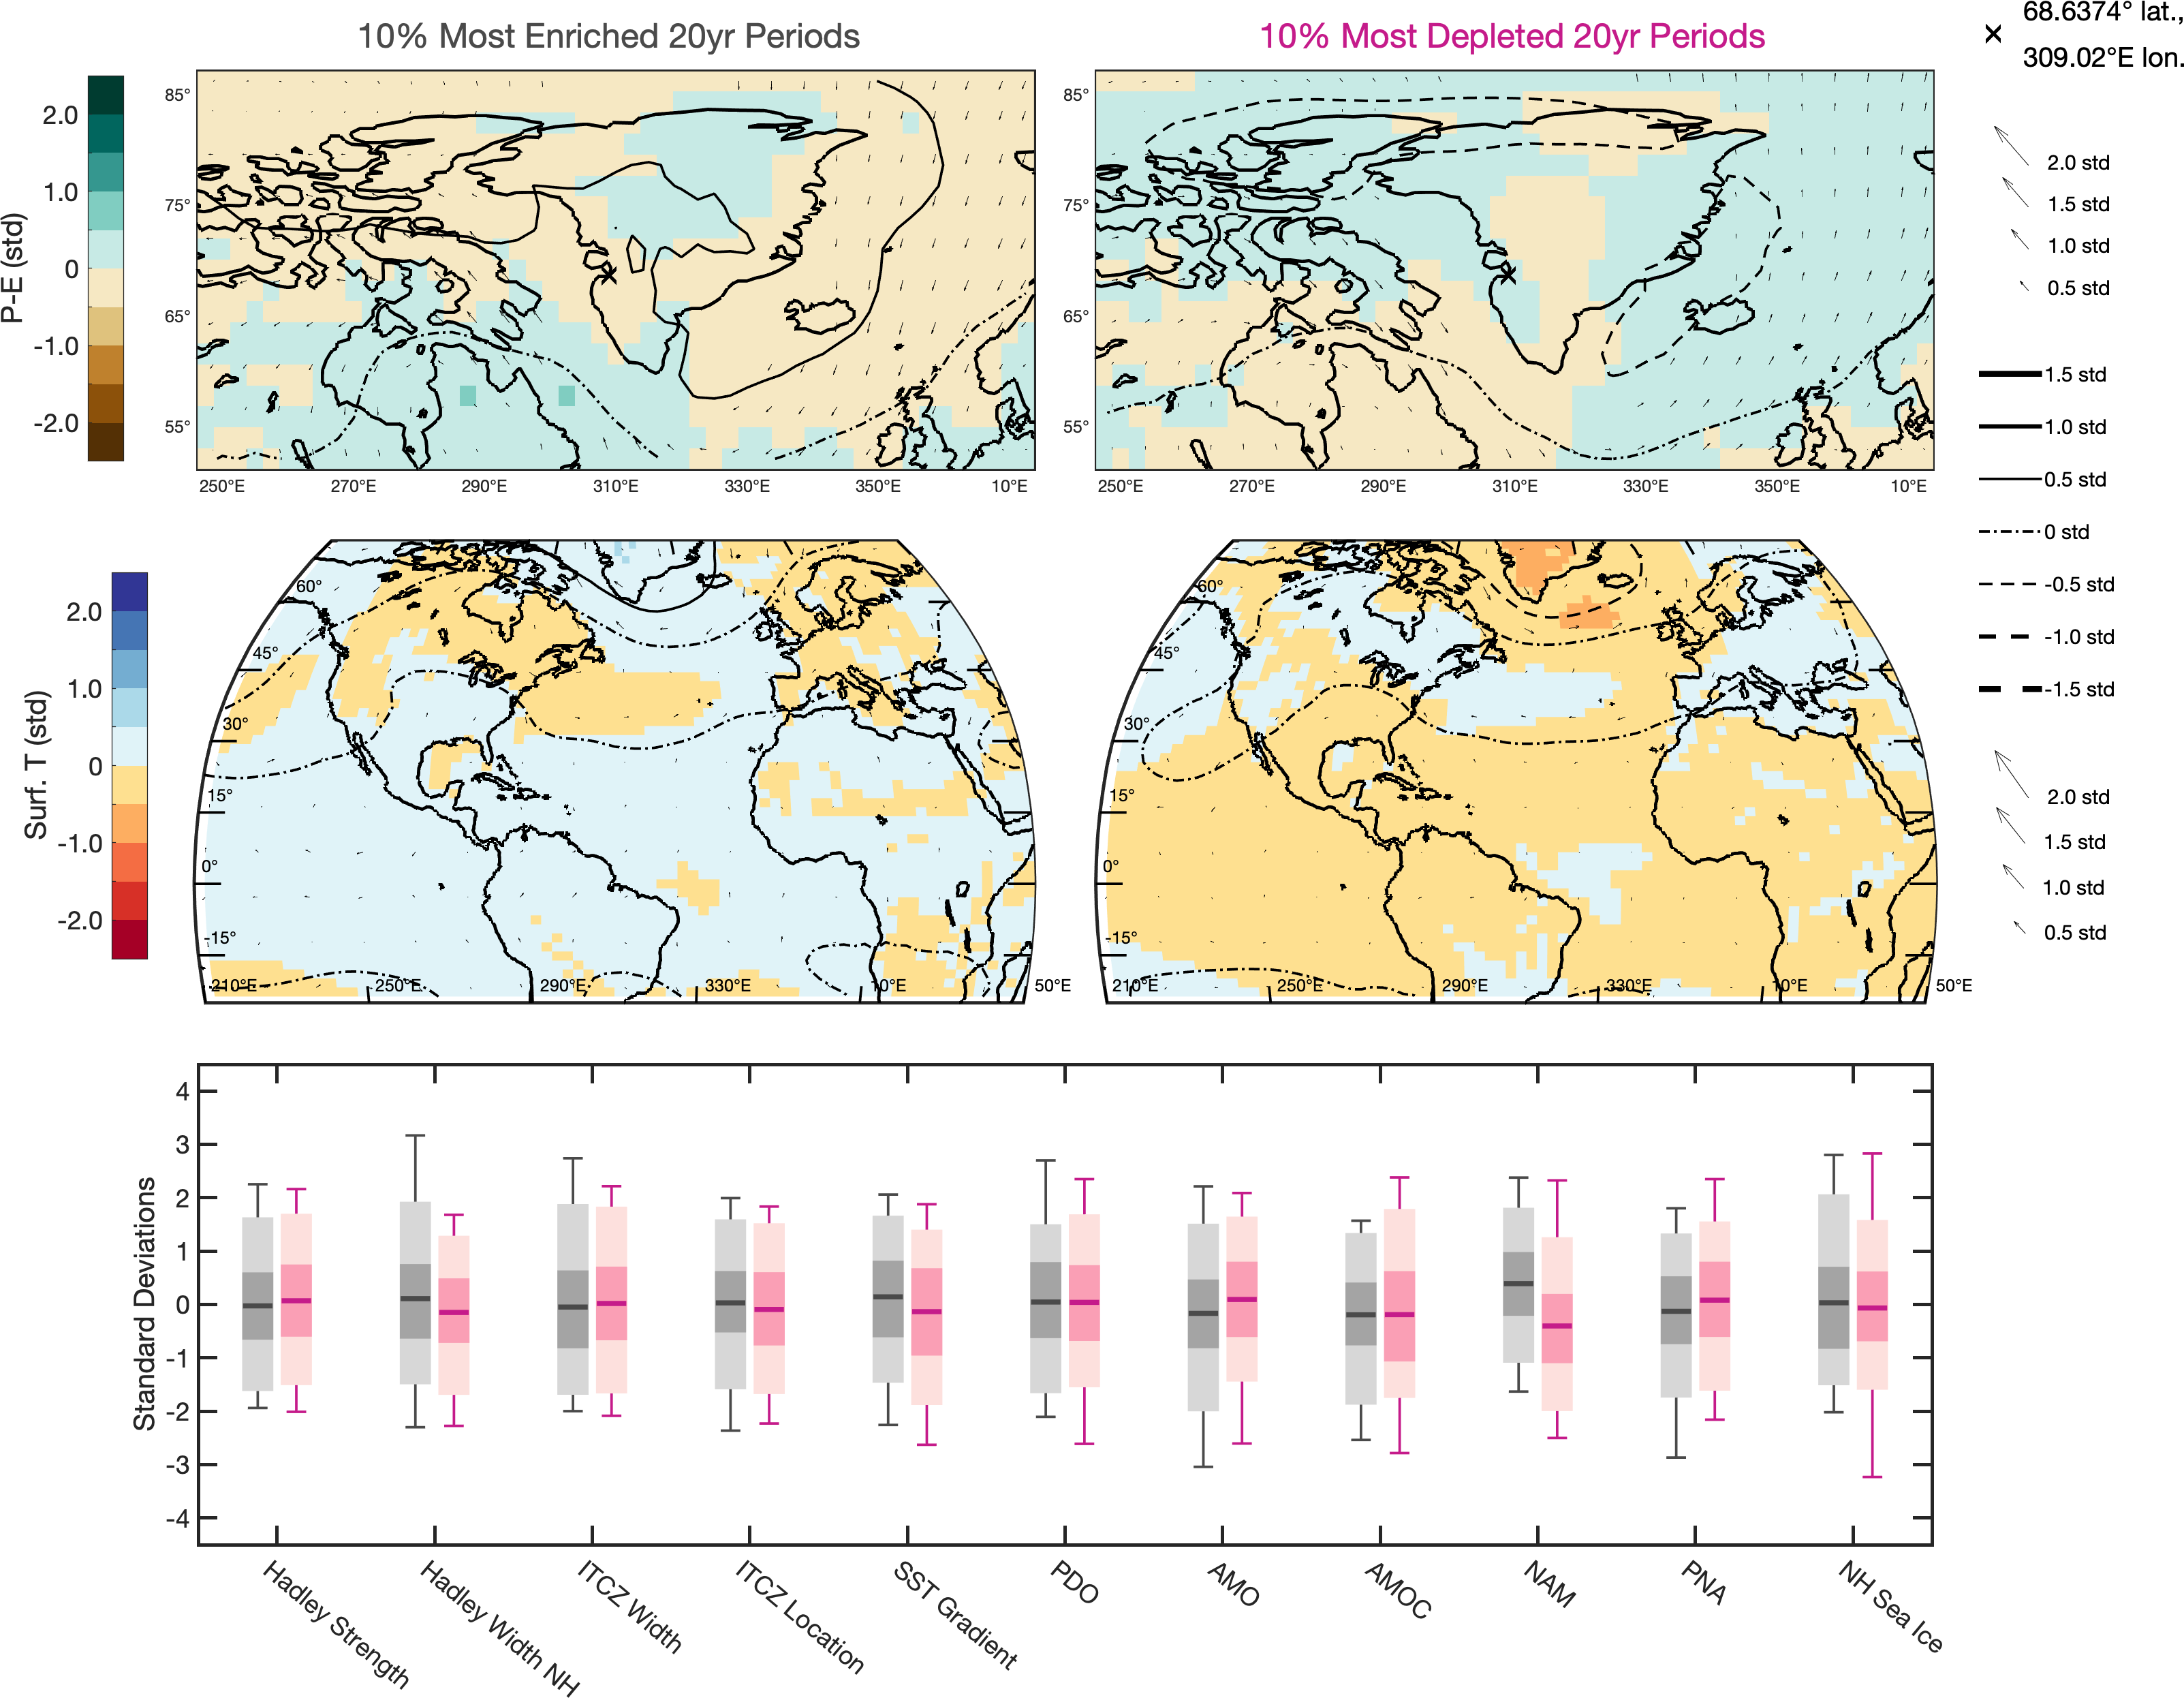 10% Most Enriched 20yr Periods
10% Most Depleted 20yr Periods
68.6374° lat.,
309.02°E lon.
P-E (std)
2.0
1.0
0
-1.0
-2.0
85°
75°
65°
55°
250°E 270°E 290°E 310°E 330°E 350°E 10°E
85°
75°
65°
55°
250°E 270°E 290°E 310°E 330°E 350°E 10°E
2.0 std
1.5 std
1.0 std
0.5 std
1.5 std
1.0 std
0.5 std
0 std
-0.5 std
-1.0 std
-1.5 std
Surf. T (std)
2.0
1.0
0
-1.0
-2.0
60°
45°
30°
15°
0°
-15°
210°E 250°E 290°E 330°E 10°E 50°E
60°
45°
30°
15°
0°
-15°
210°E 250°E 290°E 330°E 10°E 50°E
2.0 std
1.5 std
1.0 std
0.5 std
Standard Deviations
4
3
2
1
0
-1
-2
-3
-4
Hadley Strength
Hadley Width NH
ITCZ Width
ITCZ Location
SST Gradient
PDO
AMO
AMOC
NAM
PNA
NH Sea Ice